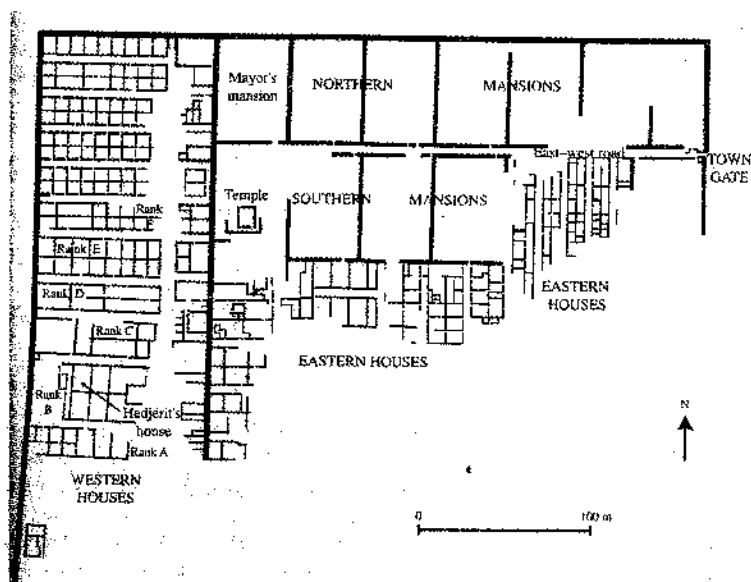 Mayor's
mansion
NORTHERN
MANSIONS
East-west road
TOWN
GATE
Temple
SOUTHERN
MANSIONS
Rank
F
Rank E
Rank D
Rank C
EASTERN
HOUSES
EASTERN HOUSES
Rank
B
Hedjerit's
house
Rank A
WESTERN
HOUSES
N
0
100 m